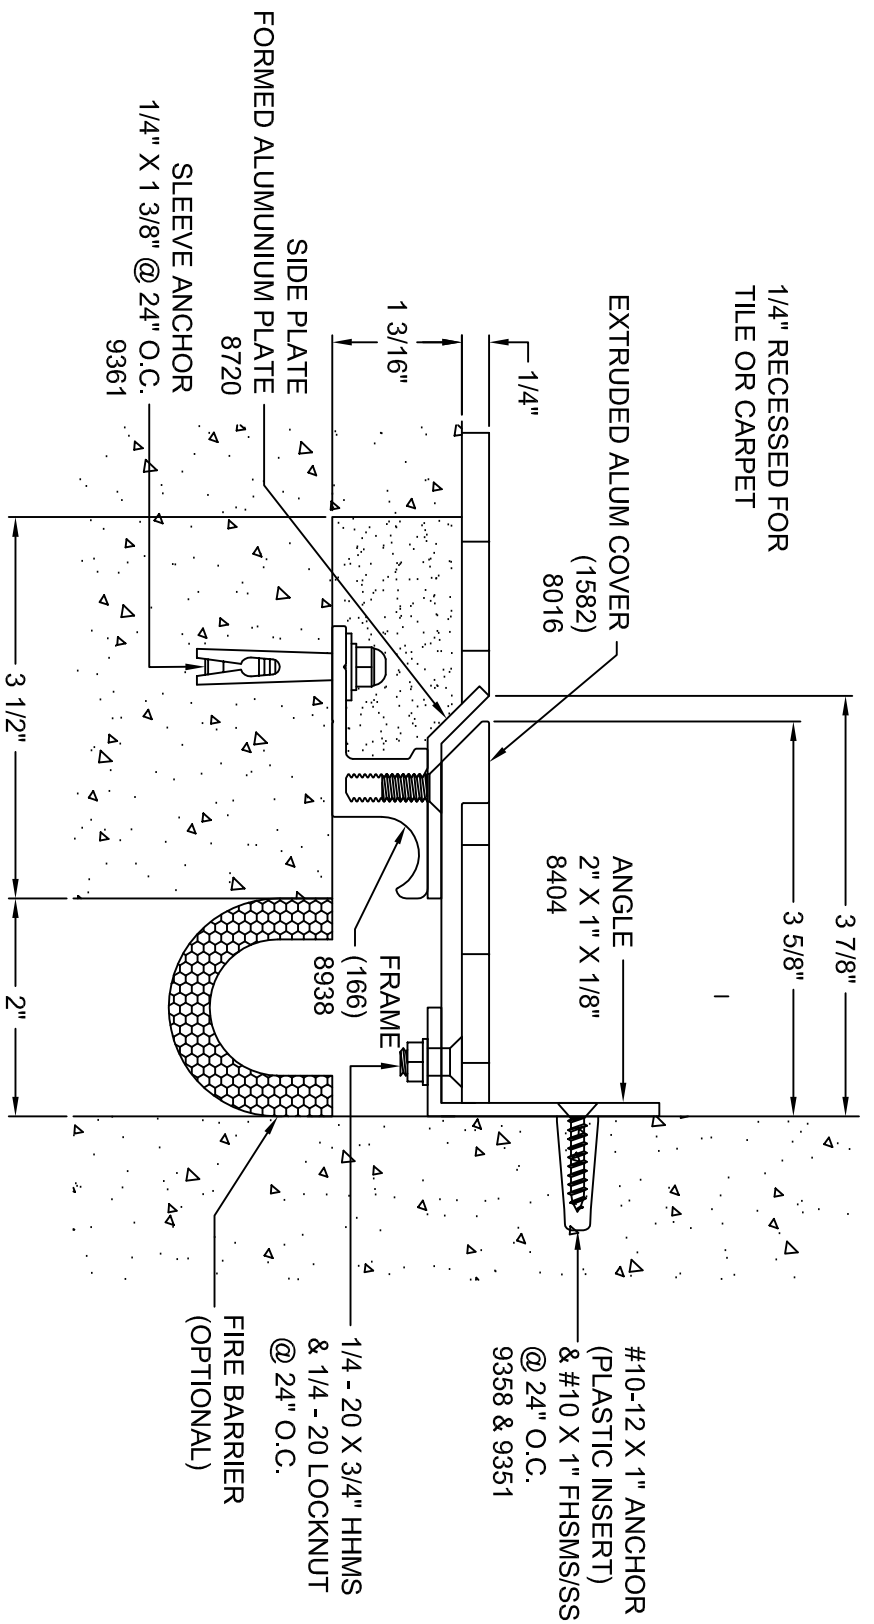 1/4" RECESSED FOR
TILE OR CARPET
EXTRUDED ALUM COVER
(1582)
8016
1/4"
1 3/16"
SIDE PLATE
FORMED ALUMUNIUM PLATE
8720
SLEEVE ANCHOR
1/4" X 1 3/8" @ 24" O.C.
9361
3 7/8"
3 5/8"
ANGLE
2" X 1" X 1/8"
8404
FRAME
(166)
8938
3 1/2"
2"
#10-12 X 1" ANCHOR
(PLASTIC INSERT)
& #10 X 1" FHSMS/SS
@ 24" O.C.
9358 & 9351
1/4 - 20 X 3/4" HHMS
& 1/4 - 20 LOCKNUT
@ 24" O.C.
FIRE BARRIER
(OPTIONAL)